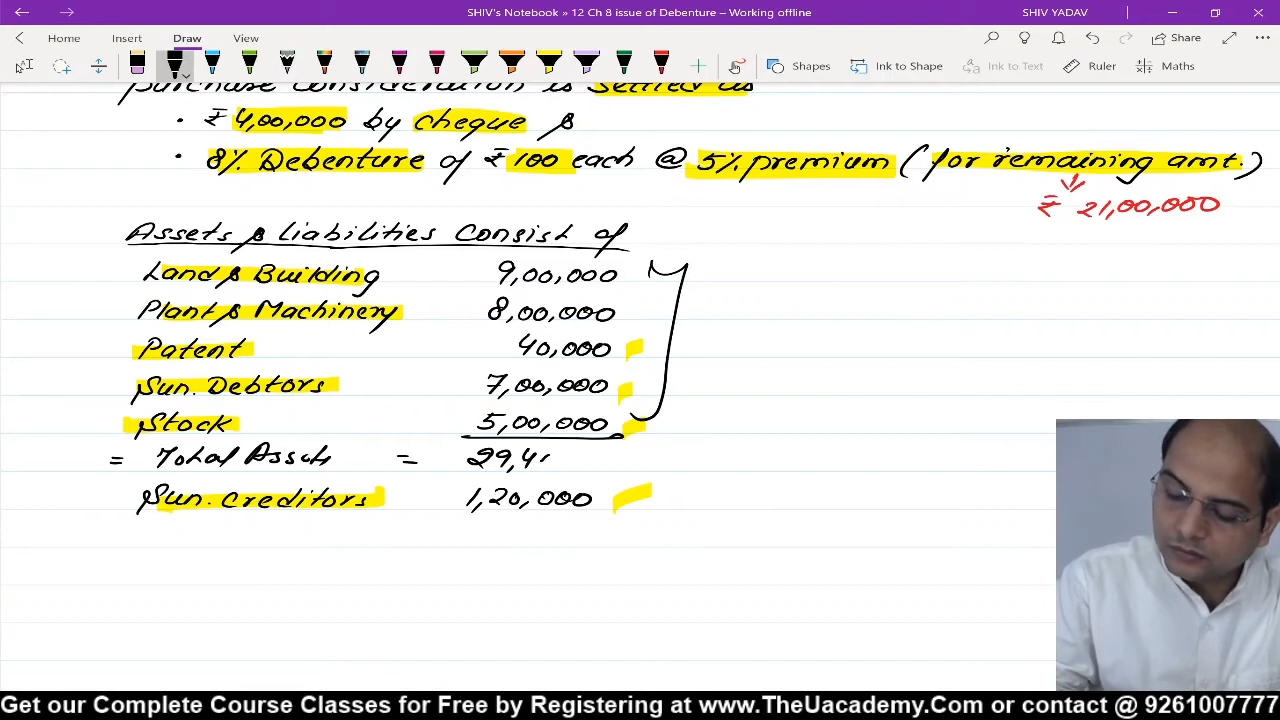 SHIV's Notebook » 12 Ch 8 issue of Debenture – Working offline
SHIV YADAV
Home Insert Draw View
Share
Shapes Ink to Shape Ink to Text Ruler Maths
purchase consideration is settled as
· ₹ 4,00,000 by cheque &
· 8% Debenture of ₹ 100 each @ 5% premium (for remaining amt.)
₹ 21,00,000
Assets & liabilities Consist of
Land & Building 9,00,000
Plant & Machinery 8,00,000
Patent 40,000
Sun. Debtors 7,00,000
Stock 5,00,000
= Total Assets = 29,4
Sun. Creditors 1,20,000
Get our Complete Course Classes for Free by Registering at www.TheUacademy.Com or contact @ 9261007777